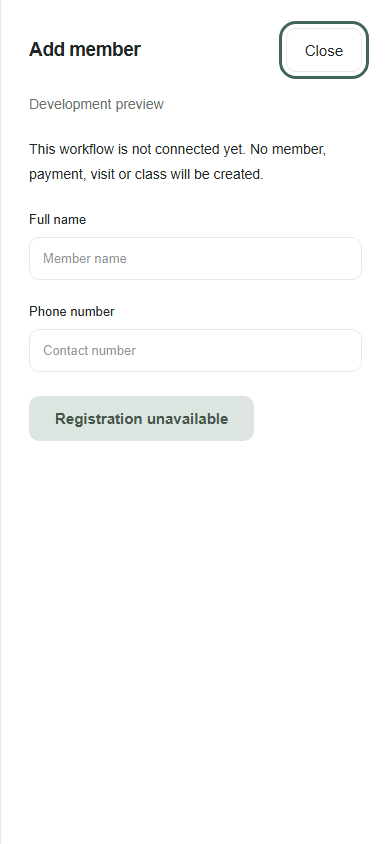 Add member
Close
Development preview
This workflow is not connected yet. No member,
payment, visit or class will be created.
Full name
Member name
Phone number
Contact number
Registration unavailable